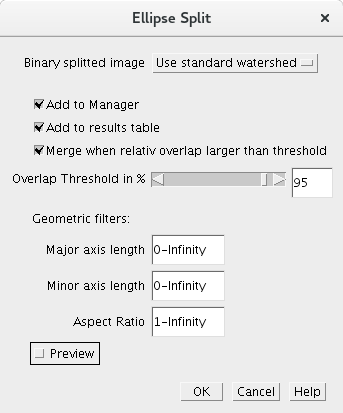 Ellipse Split
Binary splitted image Use standard watershed
Add to Manager
Add to results table
Merge when relativ overlap larger than threshold
Overlap Threshold in % 95
Geometric filters:
Major axis length 0-Infinity
Minor axis length 0-Infinity
Aspect Ratio 1-Infinity
Preview
OK Cancel Help